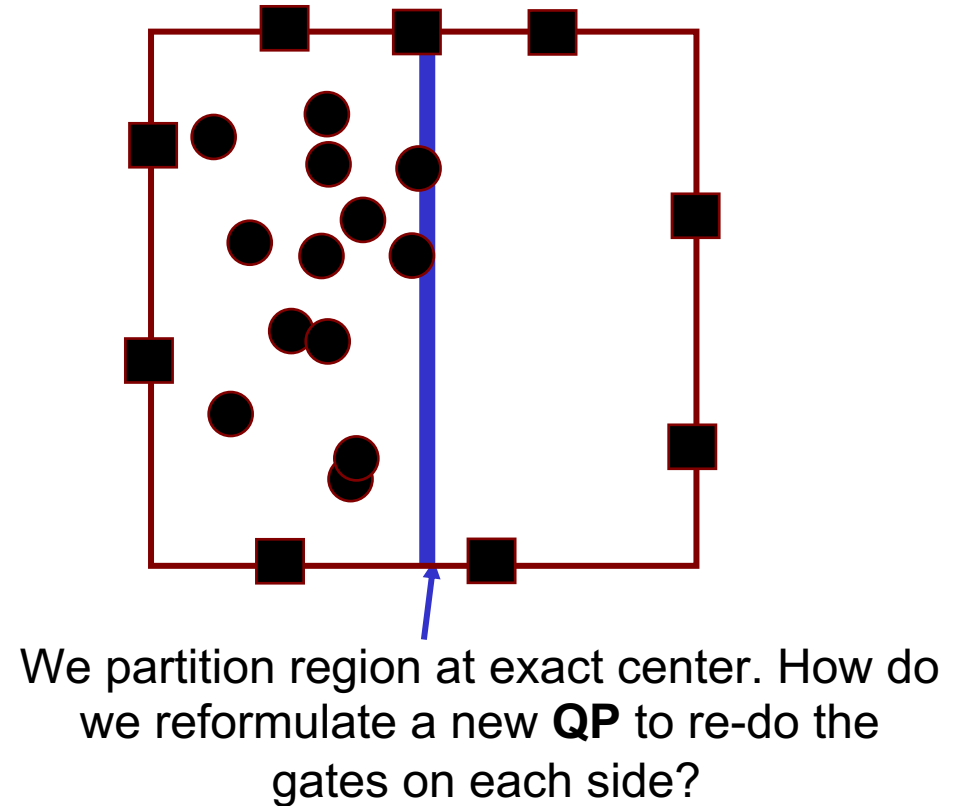 We partition region at exact center. How do
we reformulate a new QP to re-do the
gates on each side?